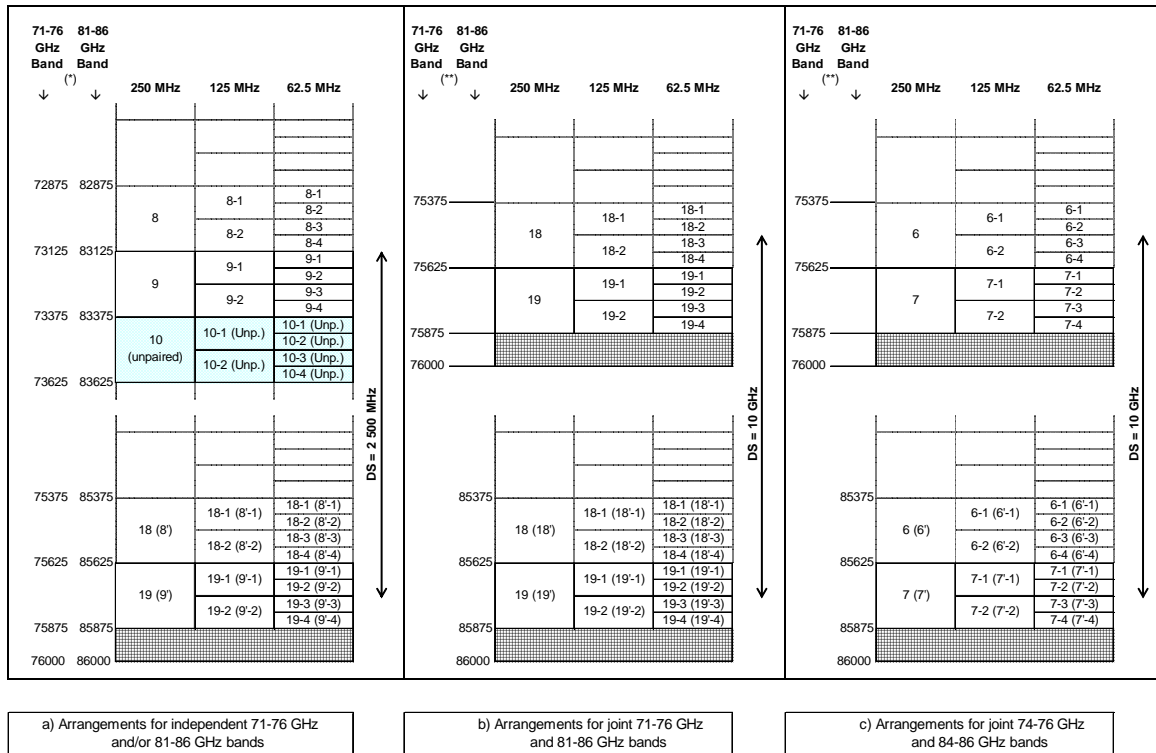 71-76 81-86
GHz GHz
Band Band
(*)
↓ ↓ 250 MHz 125 MHz 62.5 MHz
72875 82875
8 8-1 8-1
8-2
8-2 8-3
8-4
73125 83125
9 9-1 9-1
9-2
9-2 9-3
9-4
73375 83375
10 (unpaired) 10-1 (Unp.) 10-1 (Unp.)
10-2 (Unp.)
10-2 (Unp.) 10-3 (Unp.)
10-4 (Unp.)
73625 83625
DS = 2 500 MHz
75375 85375
18 (8') 18-1 (8'-1) 18-1 (8'-1)
18-2 (8'-2)
18-2 (8'-2) 18-3 (8'-3)
18-4 (8'-4)
75625 85625
19 (9') 19-1 (9'-1) 19-1 (9'-1)
19-2 (9'-2)
19-2 (9'-2) 19-3 (9'-3)
19-4 (9'-4)
75875 85875
76000 86000
a) Arrangements for independent 71-76 GHz
and/or 81-86 GHz bands
71-76 81-86
GHz GHz
Band Band
(**)
↓ ↓ 250 MHz 125 MHz 62.5 MHz
75375
18 18-1 18-1
18-2
18-2 18-3
18-4
75625
19 19-1 19-1
19-2
19-2 19-3
19-4
75875
76000
DS = 10 GHz
85375
18 (18') 18-1 (18'-1) 18-1 (18'-1)
18-2 (18'-2)
18-2 (18'-2) 18-3 (18'-3)
18-4 (18'-4)
85625
19 (19') 19-1 (19'-1) 19-1 (19'-1)
19-2 (19'-2)
19-2 (19'-2) 19-3 (19'-3)
19-4 (19'-4)
85875
86000
b) Arrangements for joint 71-76 GHz
and 81-86 GHz bands
71-76 81-86
GHz GHz
Band Band
(**)
↓ ↓ 250 MHz 125 MHz 62.5 MHz
75375
6 6-1 6-1
6-2
6-2 6-3
6-4
75625
7 7-1 7-1
7-2
7-2 7-3
7-4
75875
76000
DS = 10 GHz
85375
6 (6') 6-1 (6'-1) 6-1 (6'-1)
6-2 (6'-2)
6-2 (6'-2) 6-3 (6'-3)
6-4 (6'-4)
85625
7 (7') 7-1 (7'-1) 7-1 (7'-1)
7-2 (7'-2)
7-2 (7'-2) 7-3 (7'-3)
7-4 (7'-4)
85875
86000
c) Arrangements for joint 74-76 GHz
and 84-86 GHz bands